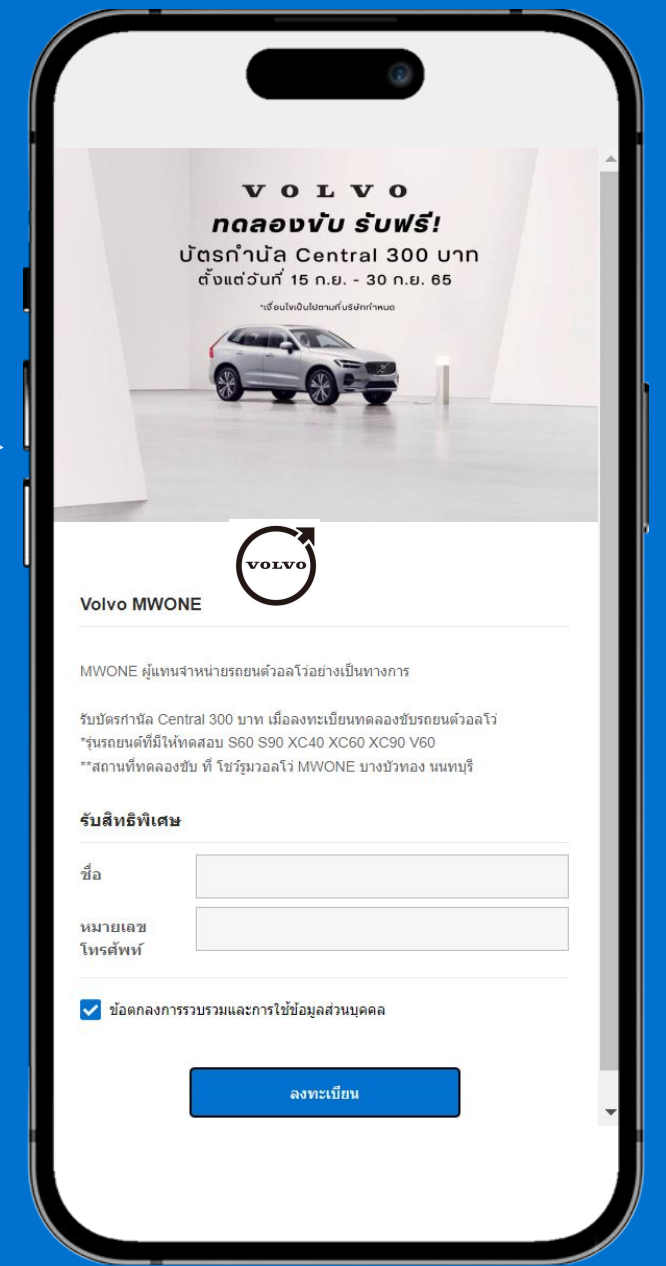 VOLVO
ทดลองขับ รับฟรี!
บัตรกำนัล Central 300 บาท
ตั้งแต่วันที่ 15 ก.ย. - 30 ก.ย. 65
*เงื่อนไขเป็นไปตามที่บริษัทกำหนด
VOLVO
Volvo MWONE
MWONE ผู้แทนจำหน่ายรถยนต์วอลโว่อย่างเป็นทางการ
รับบัตรกำนัล Central 300 บาท เมื่อลงทะเบียนทดลองขับรถยนต์วอลโว่
*รุ่นรถยนต์ที่มีให้ทดสอบ S60 S90 XC40 XC60 XC90 V60
**สถานที่ทดลองขับ ที่ โชว์รูมวอลโว่ MWONE บางบัวทอง นนทบุรี
รับสิทธิพิเศษ
ชื่อ
หมายเลข
โทรศัพท์
ข้อตกลงการรวบรวมและการใช้ข้อมูลส่วนบุคคล
ลงทะเบียน